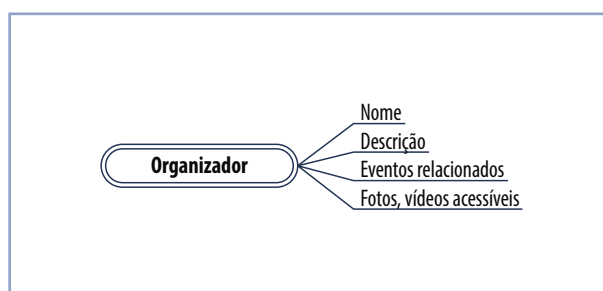 Organizador
Nome
Descrição
Eventos relacionados
Fotos, vídeos acessíveis